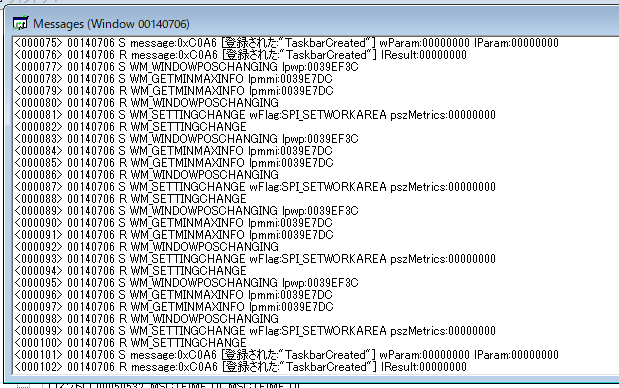 Messages (Window 00140706)
<000075> 00140706 S message:0xC0A6 [登録された:"TaskbarCreated"] wParam:00000000 lParam:00000000
<000076> 00140706 R message:0xC0A6 [登録された:"TaskbarCreated"] lResult:00000000
<000077> 00140706 S WM_WINDOWPOSCHANGING lpwp:0039EF3C
<000078> 00140706 S WM_GETMINMAXINFO lpmmi:0039E7DC
<000079> 00140706 R WM_GETMINMAXINFO lpmmi:0039E7DC
<000080> 00140706 R WM_WINDOWPOSCHANGING
<000081> 00140706 S WM_SETTINGCHANGE wFlag:SPI_SETWORKAREA pszMetrics:00000000
<000082> 00140706 R WM_SETTINGCHANGE
<000083> 00140706 S WM_WINDOWPOSCHANGING lpwp:0039EF3C
<000084> 00140706 S WM_GETMINMAXINFO lpmmi:0039E7DC
<000085> 00140706 R WM_GETMINMAXINFO lpmmi:0039E7DC
<000086> 00140706 R WM_WINDOWPOSCHANGING
<000087> 00140706 S WM_SETTINGCHANGE wFlag:SPI_SETWORKAREA pszMetrics:00000000
<000088> 00140706 R WM_SETTINGCHANGE
<000089> 00140706 S WM_WINDOWPOSCHANGING lpwp:0039EF3C
<000090> 00140706 S WM_GETMINMAXINFO lpmmi:0039E7DC
<000091> 00140706 R WM_GETMINMAXINFO lpmmi:0039E7DC
<000092> 00140706 R WM_WINDOWPOSCHANGING
<000093> 00140706 S WM_SETTINGCHANGE wFlag:SPI_SETWORKAREA pszMetrics:00000000
<000094> 00140706 R WM_SETTINGCHANGE
<000095> 00140706 S WM_WINDOWPOSCHANGING lpwp:0039EF3C
<000096> 00140706 S WM_GETMINMAXINFO lpmmi:0039E7DC
<000097> 00140706 R WM_GETMINMAXINFO lpmmi:0039E7DC
<000098> 00140706 R WM_WINDOWPOSCHANGING
<000099> 00140706 S WM_SETTINGCHANGE wFlag:SPI_SETWORKAREA pszMetrics:00000000
<000100> 00140706 R WM_SETTINGCHANGE
<000101> 00140706 S message:0xC0A6 [登録された:"TaskbarCreated"] wParam:00000000 lParam:00000000
<000102> 00140706 R message:0xC0A6 [登録された:"TaskbarCreated"] lResult:00000000